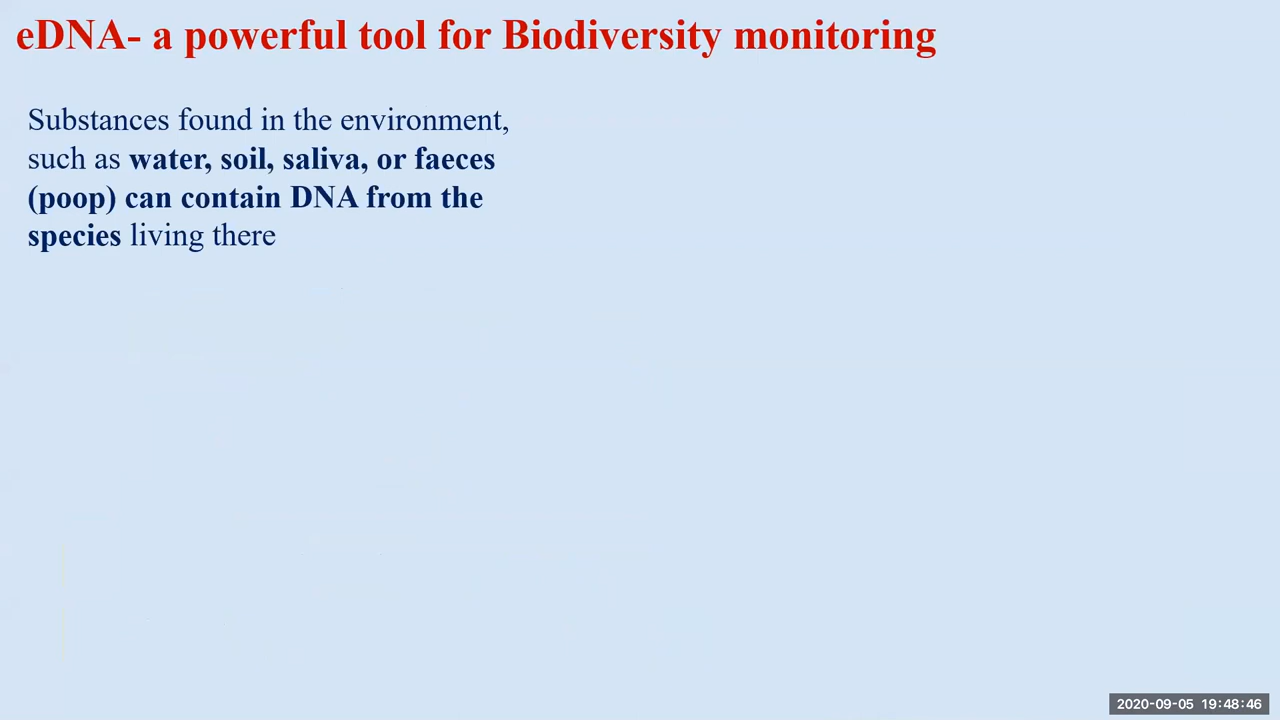 eDNA- a powerful tool for Biodiversity monitoring
Substances found in the environment,
such as water, soil, saliva, or faeces
(poop) can contain DNA from the
species living there
2020-09-05 19:48:46